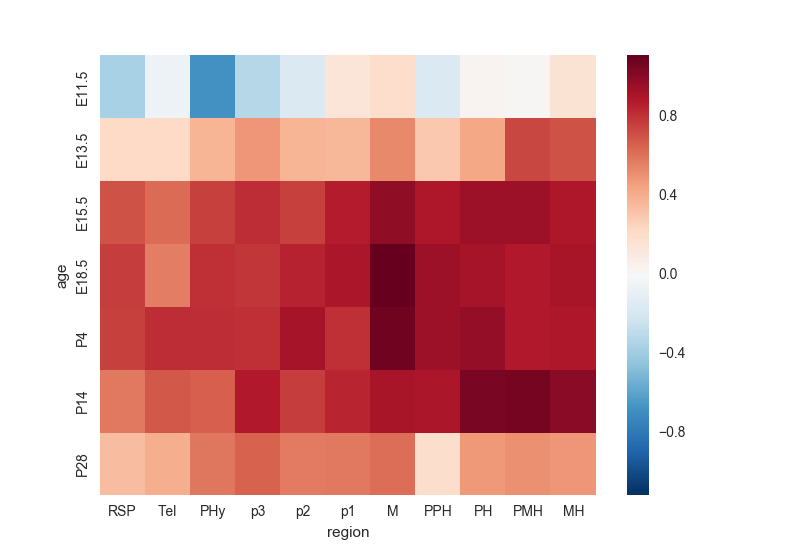 age
E11.5
E13.5
E15.5
E18.5
P4
P14
P28
RSP Tel PHy p3 p2 p1 M PPH PH PMH MH
region
0.8
0.4
0.0
−0.4
−0.8